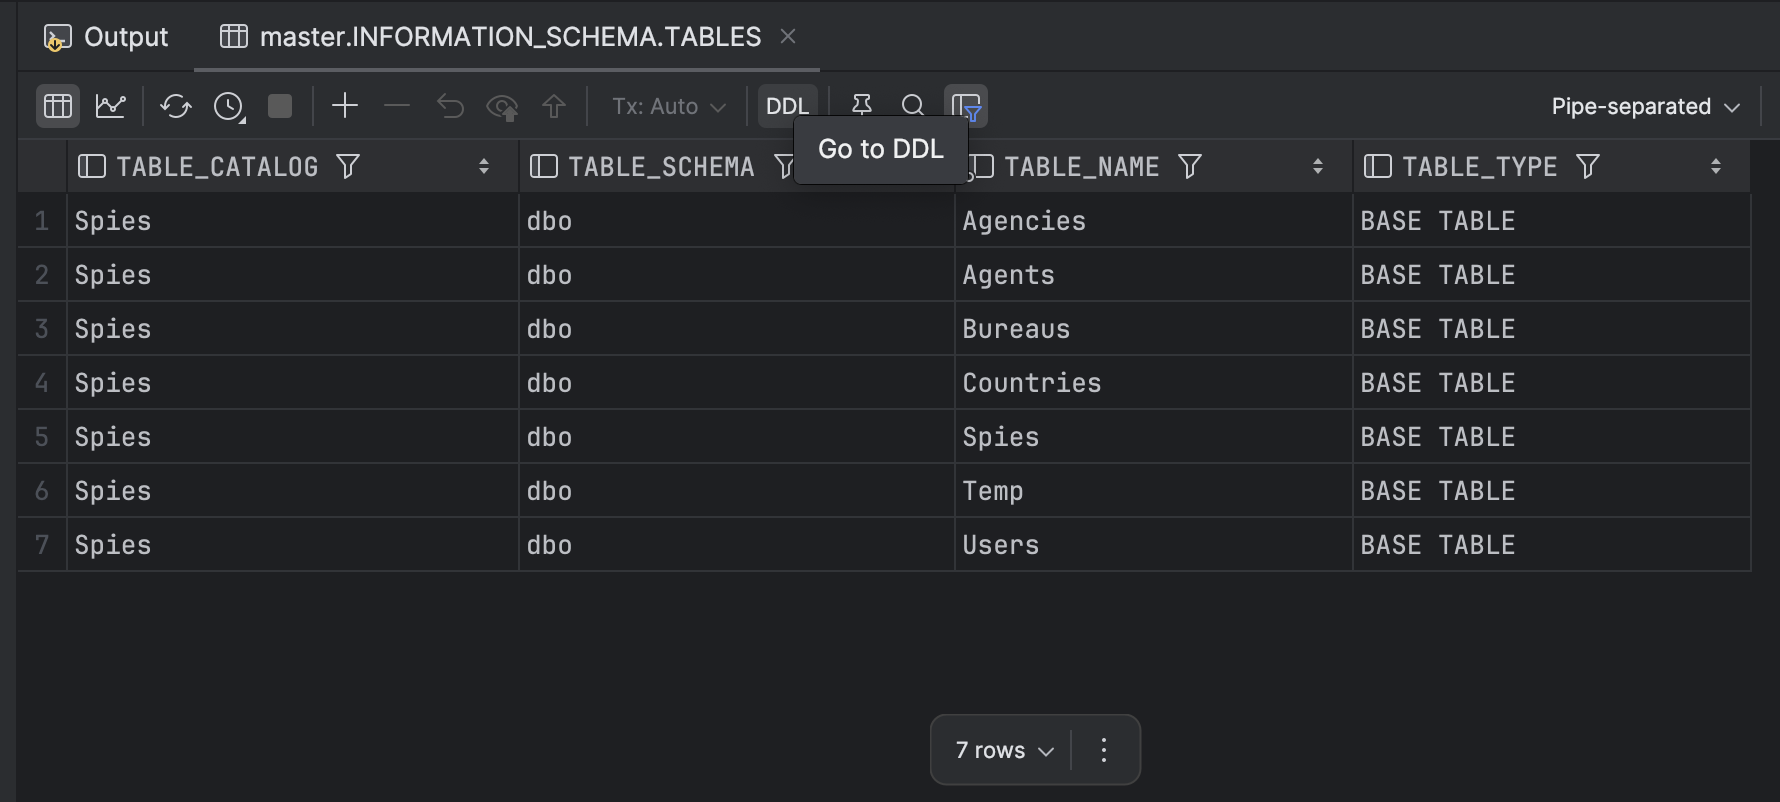 Output master.INFORMATION_SCHEMA.TABLES
Tx: Auto DDL Pipe-separated
Go to DDL
TABLE_CATALOG TABLE_SCHEMA TABLE_NAME TABLE_TYPE
1 Spies dbo Agencies BASE TABLE
2 Spies dbo Agents BASE TABLE
3 Spies dbo Bureaus BASE TABLE
4 Spies dbo Countries BASE TABLE
5 Spies dbo Spies BASE TABLE
6 Spies dbo Temp BASE TABLE
7 Spies dbo Users BASE TABLE
7 rows